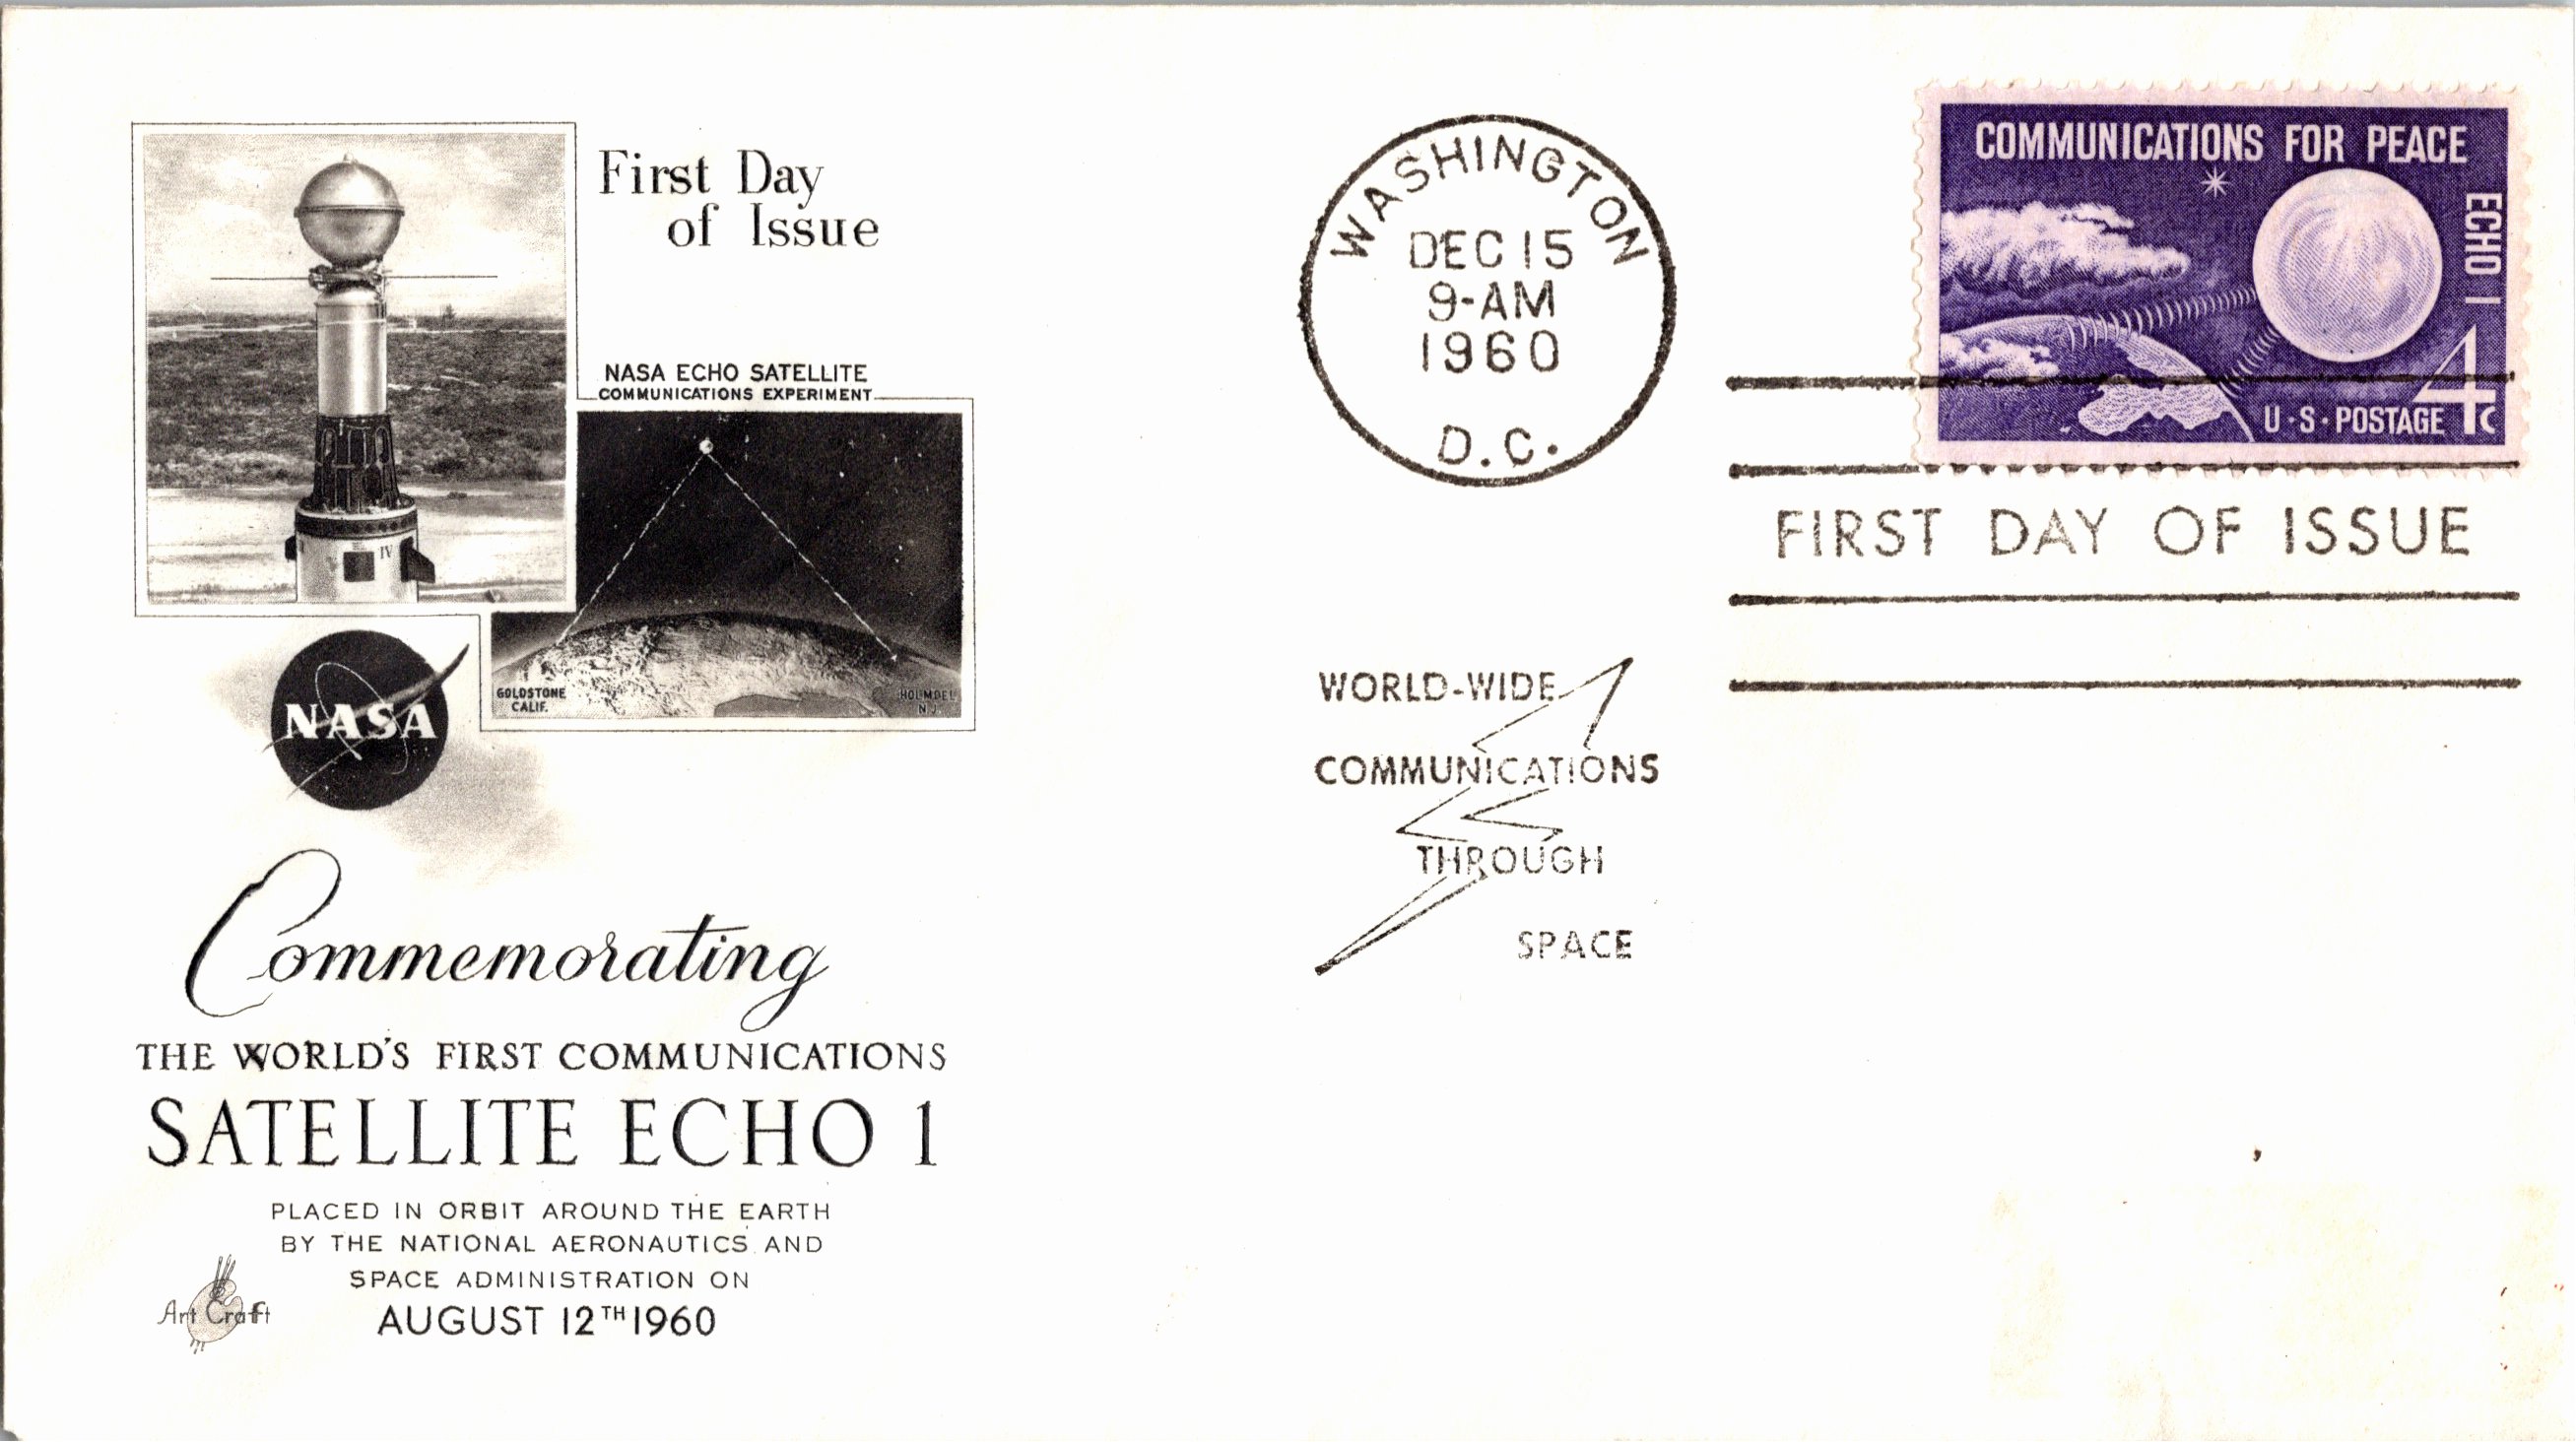 First Day
of Issue
NASA ECHO SATELLITE
COMMUNICATIONS EXPERIMENT
IV
GOLDSTONE
CALIF.
HOLMDEL
N.J.
NASA
Commemorating
THE WORLD'S FIRST COMMUNICATIONS
SATELLITE ECHO 1
PLACED IN ORBIT AROUND THE EARTH
BY THE NATIONAL AERONAUTICS AND
SPACE ADMINISTRATION ON
AUGUST 12TH 1960
Art Craft
WASHINGTON
DEC 15
9-AM
1960
D.C.
WORLD-WIDE
COMMUNICATIONS
THROUGH
SPACE
COMMUNICATIONS FOR PEACE
ECHO I
U·S·POSTAGE 4c
FIRST DAY OF ISSUE